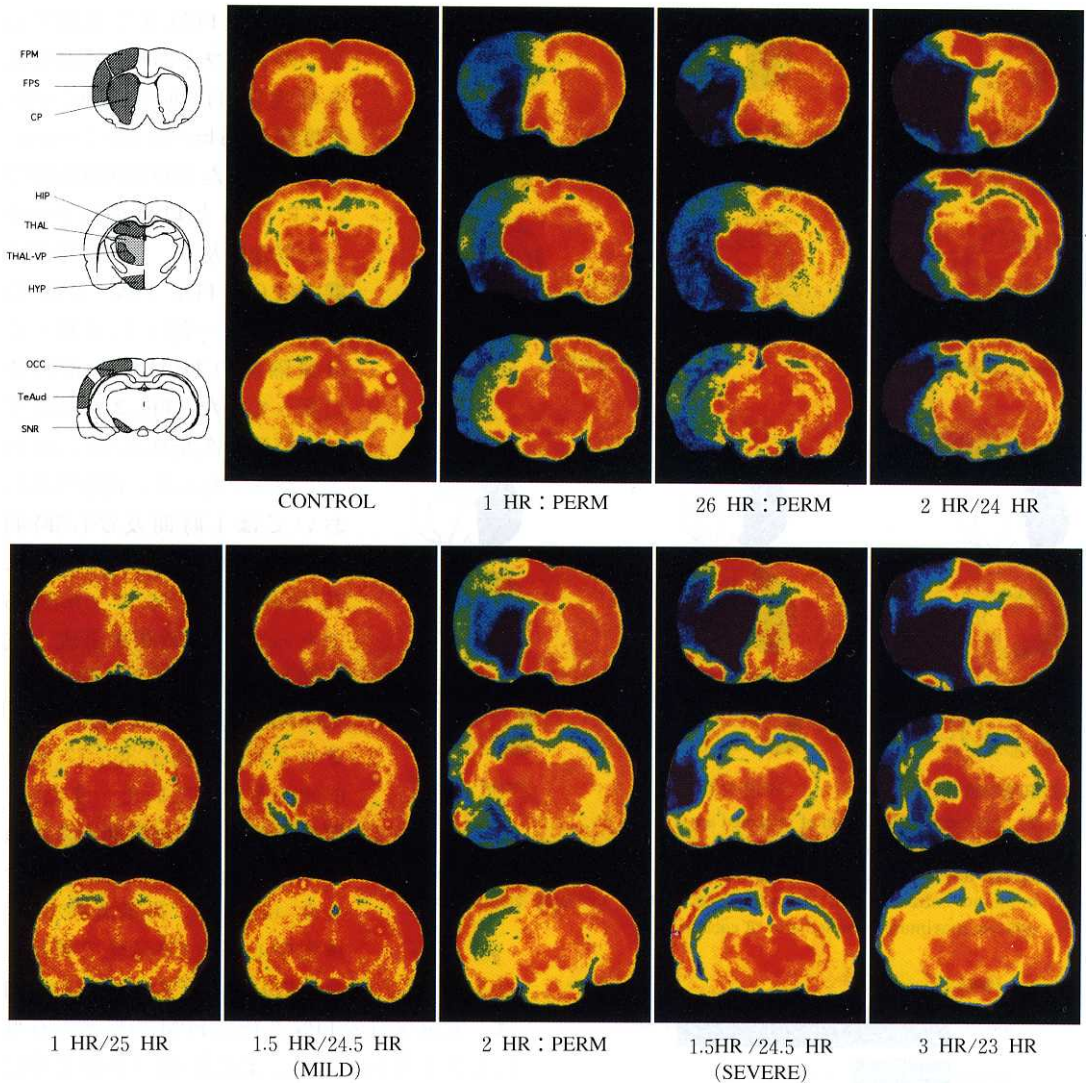 FPM
FPS
CP
HIP
THAL
THAL-VP
HYP
OCC
TeAud
SNR
CONTROL
1 HR : PERM
26 HR : PERM
2 HR/24 HR
1 HR/25 HR
1.5 HR/24.5 HR
(MILD)
2 HR : PERM
1.5HR/24.5 HR
(SEVERE)
3 HR/23 HR